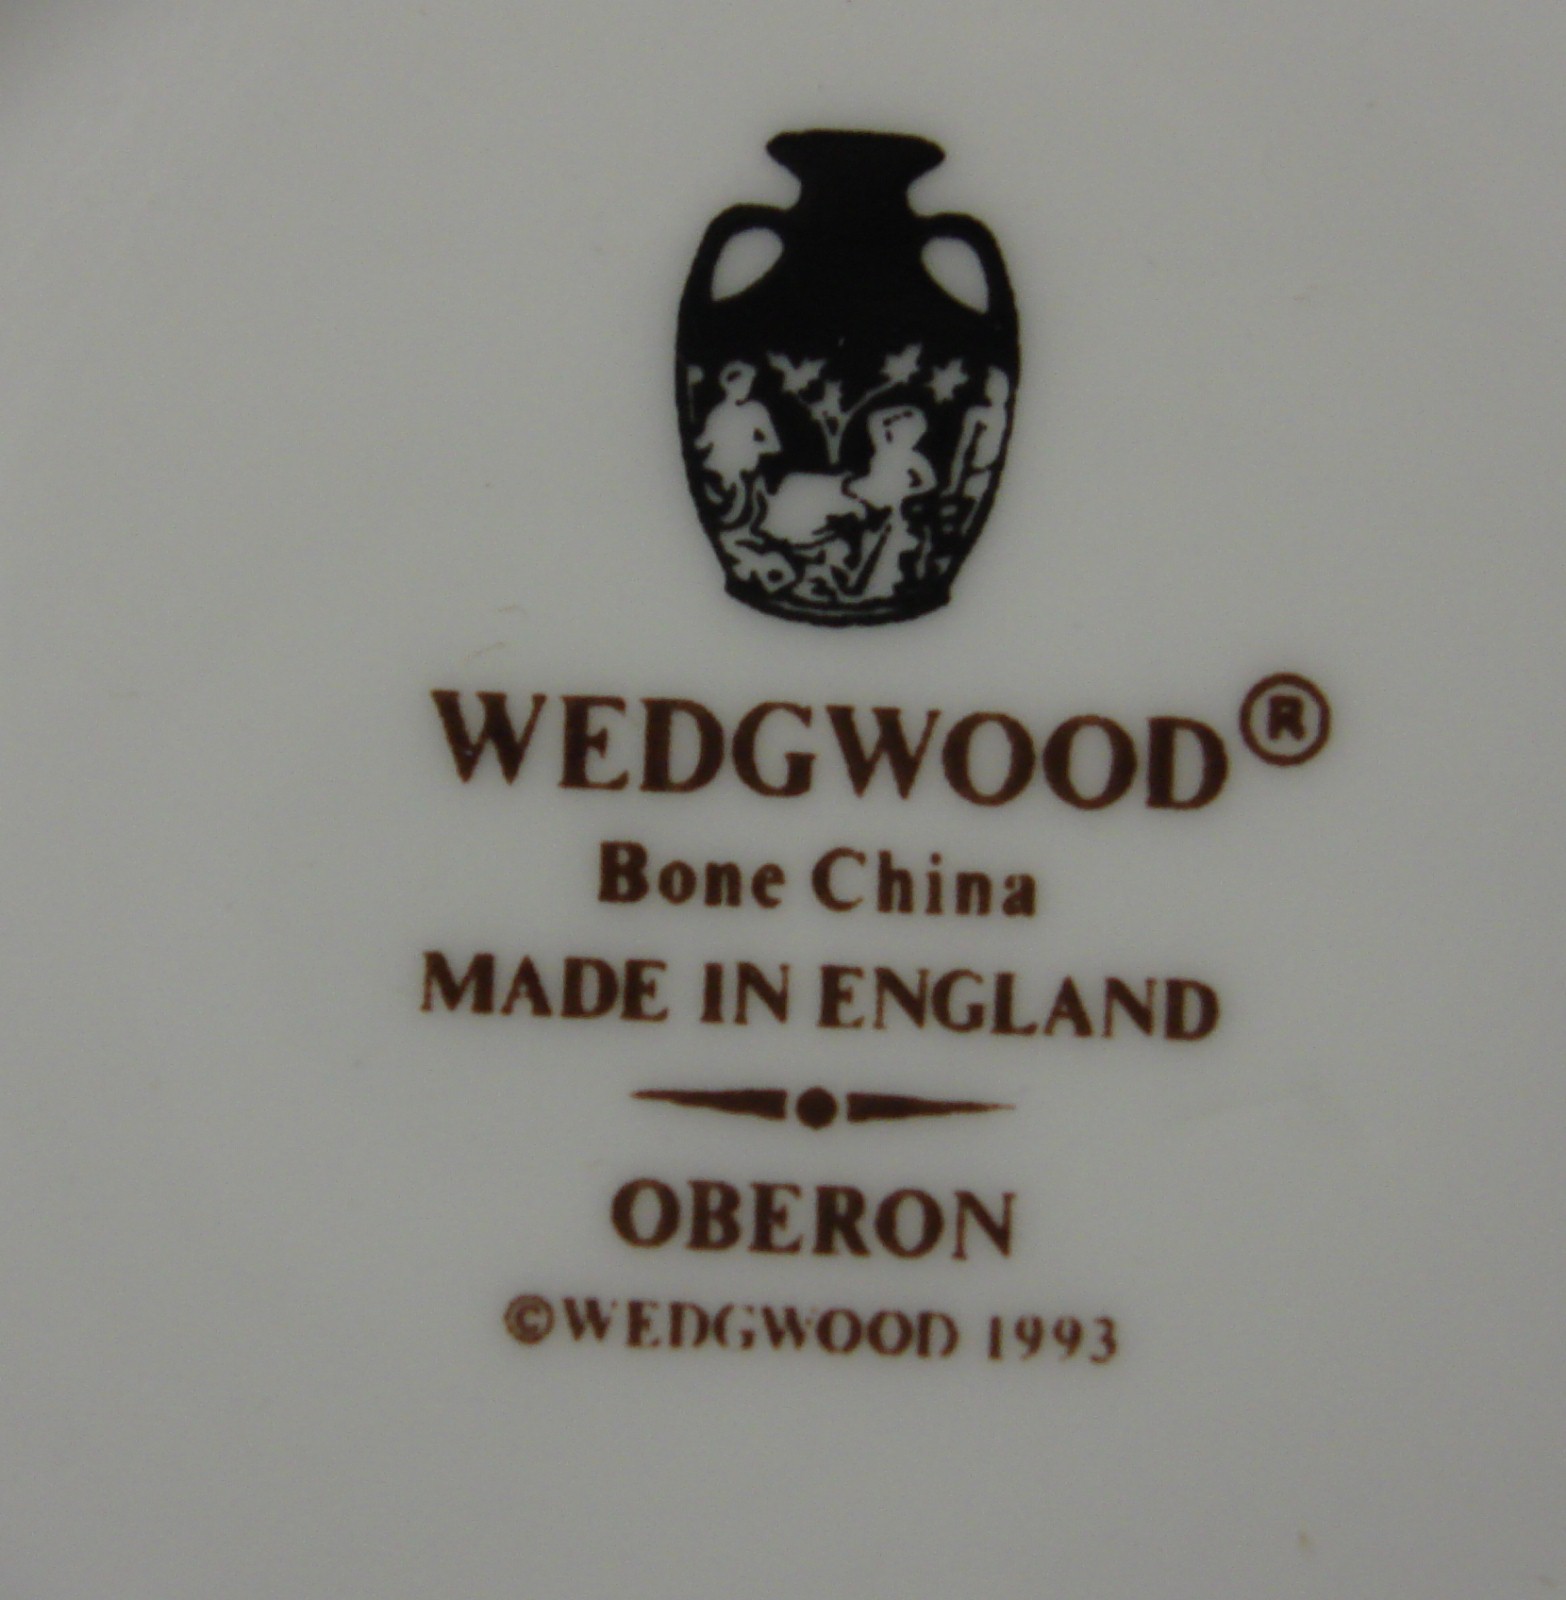 WEDGWOOD®
Bone China
MADE IN ENGLAND
OBERON
©WEDGWOOD 1993